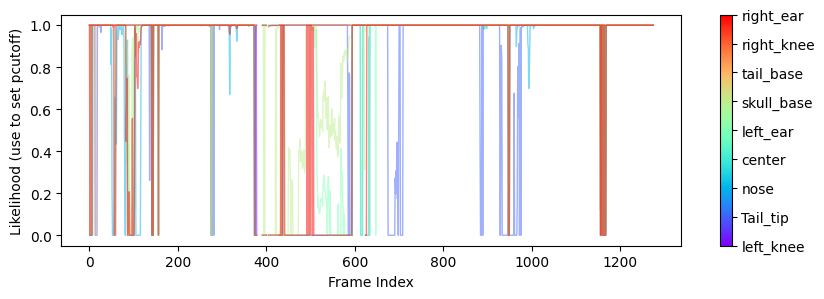 Likelihood (use to set pcutoff)
1.0
0.8
0.6
0.4
0.2
0.0
0
200
400
600
800
1000
1200
Frame Index
right_ear
right_knee
tail_base
skull_base
left_ear
center
nose
Tail_tip
left_knee